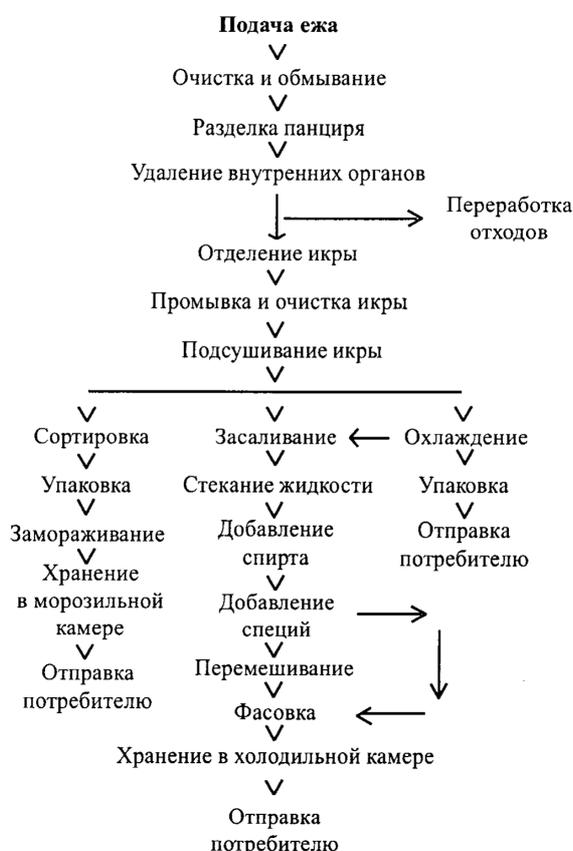 Подача ежа
Очистка и обмывание
Разделка панциря
Удаление внутренних органов
Переработка
отходов
Отделение икры
Промывка и очистка икры
Подсушивание икры
Сортировка
Упаковка
Замораживание
Хранение
в морозильной
камере
Отправка
потребителю
Засаливание
Стекание жидкости
Добавление
спирта
Добавление
специй
Перемешивание
Фасовка
Хранение в холодильной камере
Отправка
потребителю
Охлаждение
Упаковка
Отправка
потребителю